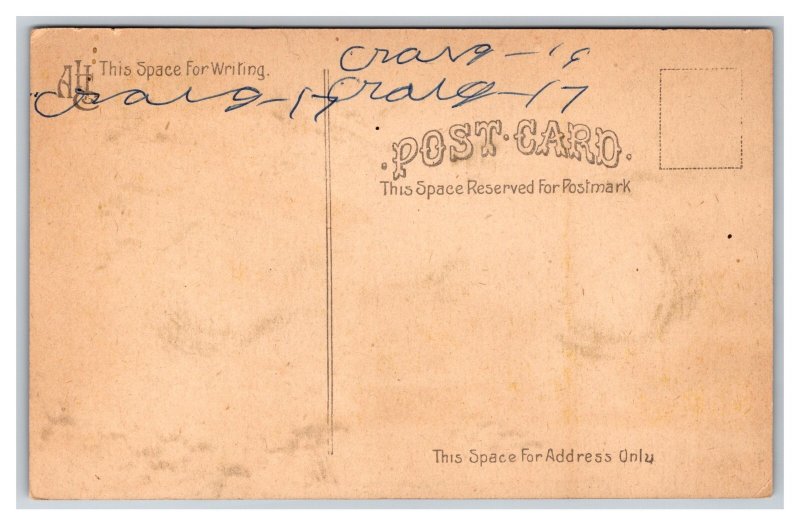 Craig-19
AH This Space For Writing.
Craig-17 Craig-17
POST·CARD.
This Space Reserved For Postmark
This Space For Address Only